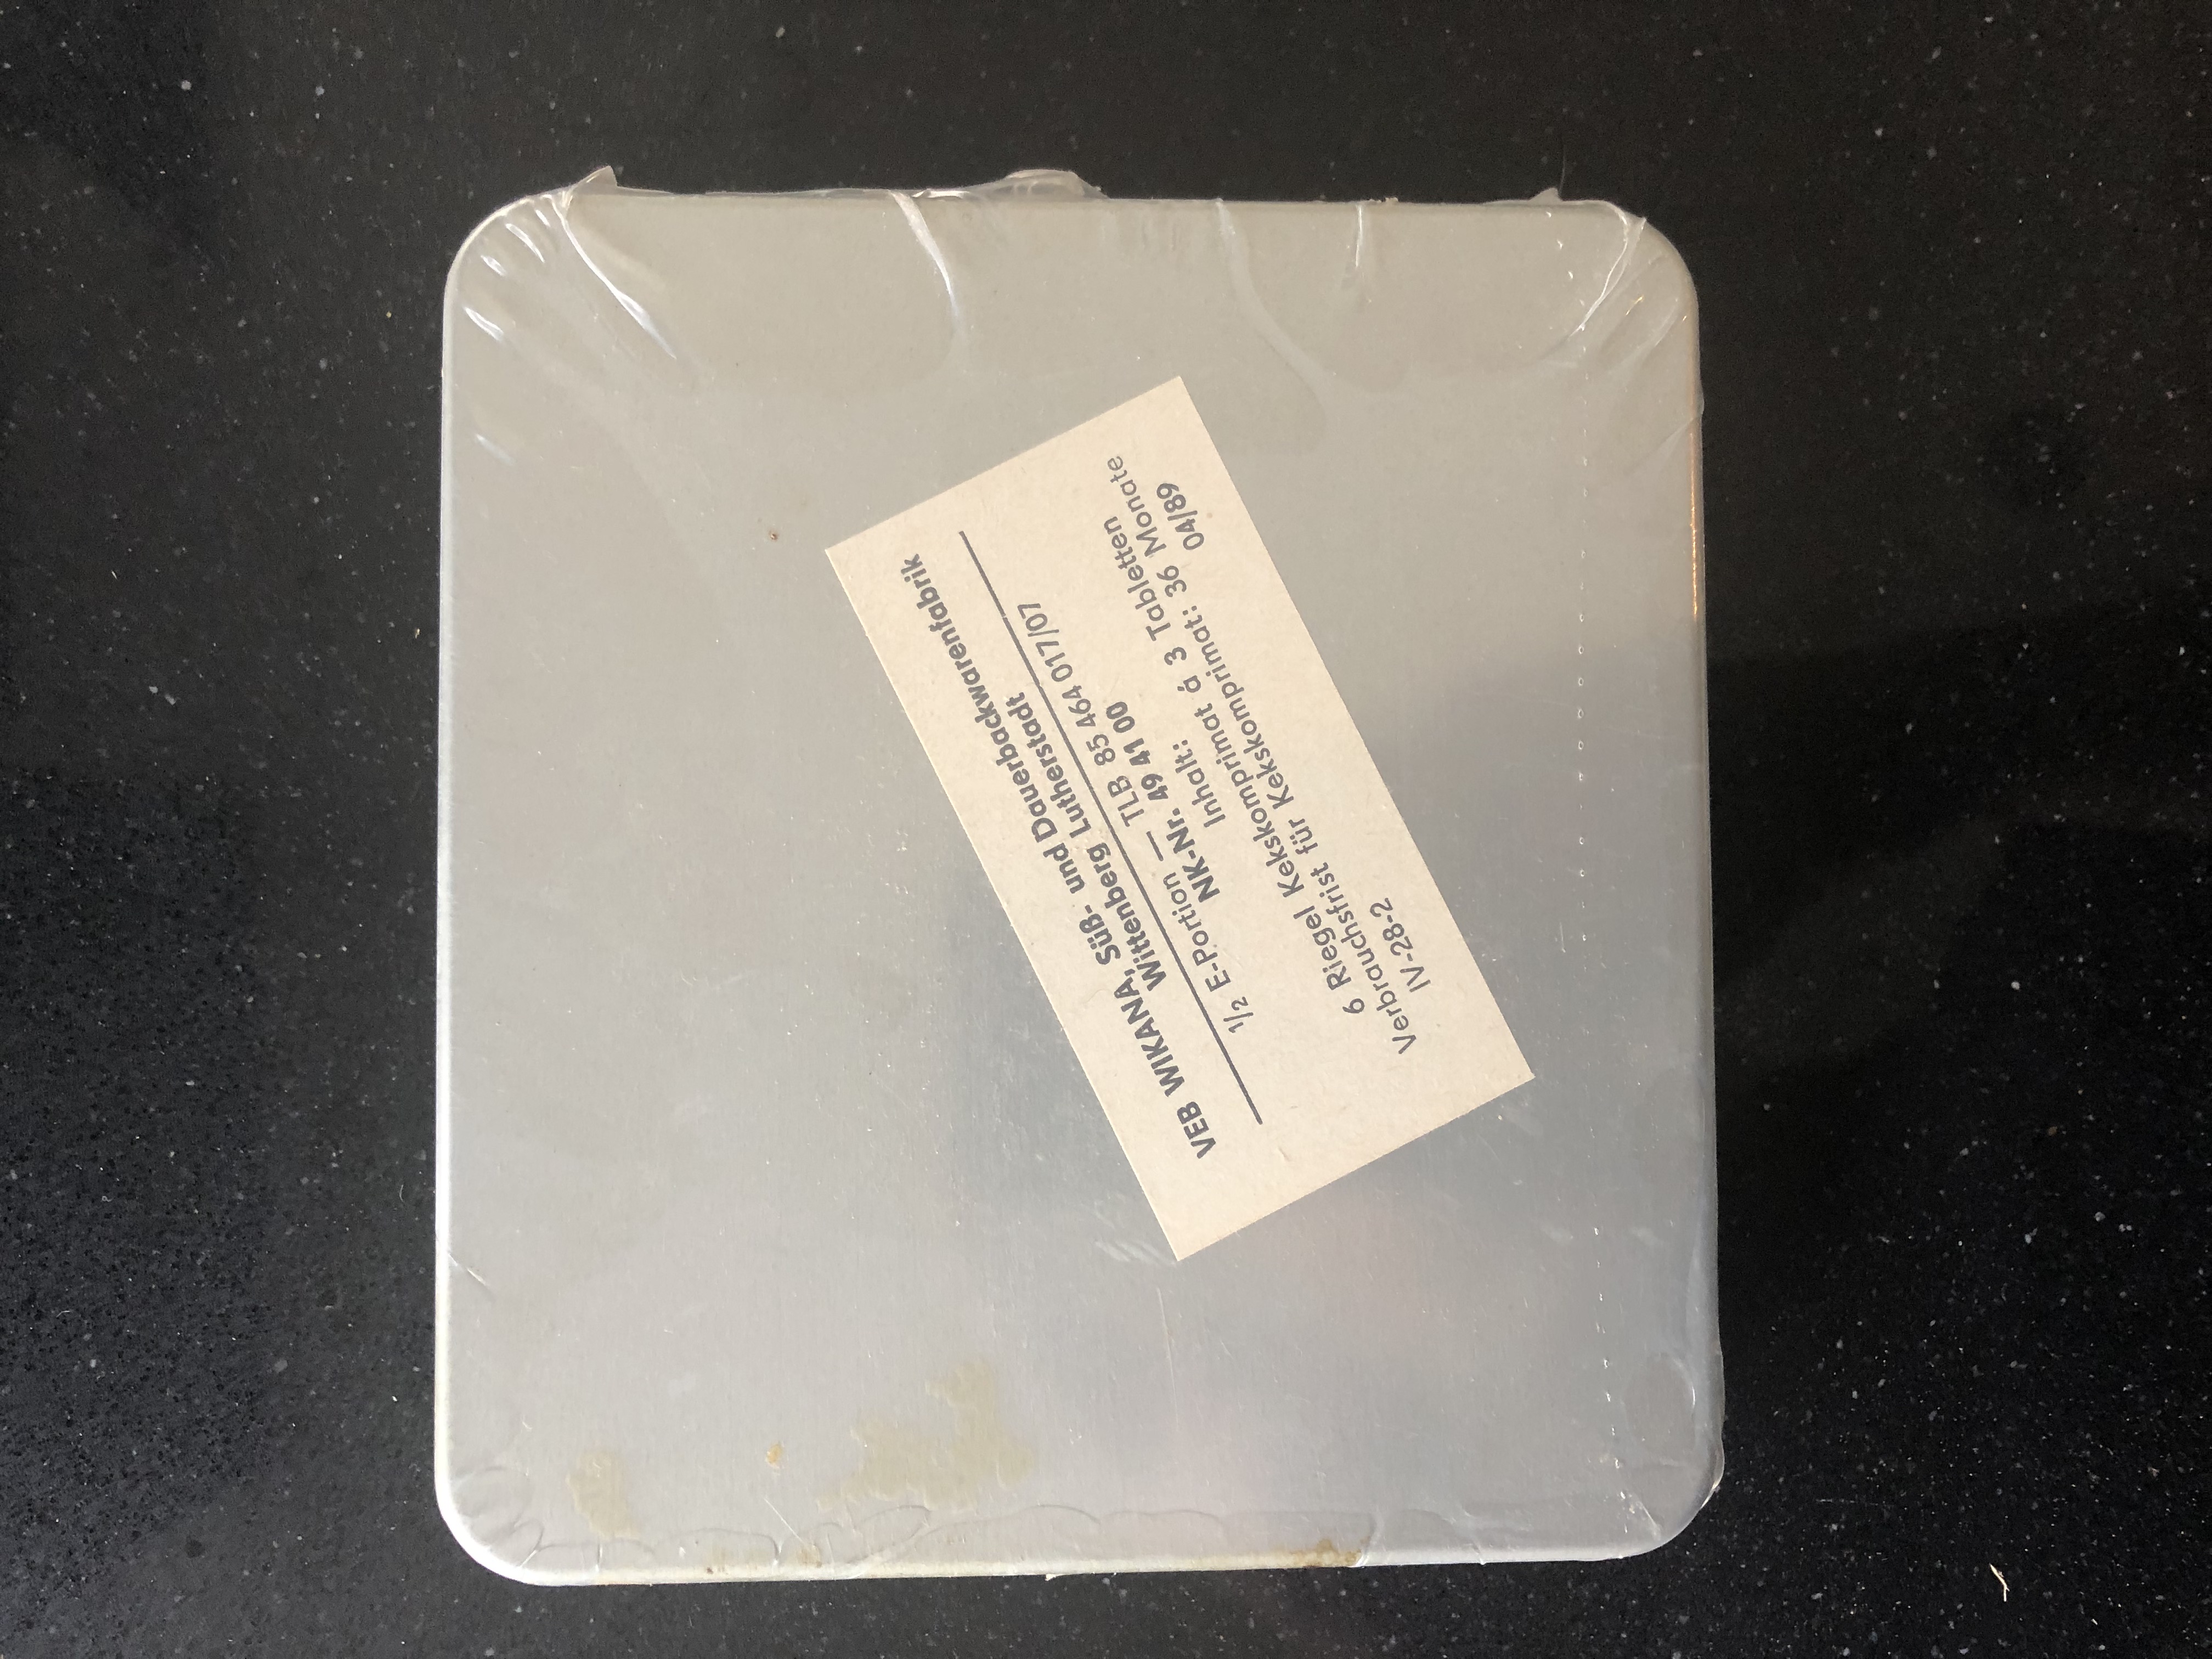 VEB WIKANA, Süß- und Dauerbackwarenfabrik
Wittenberg Lutherstadt
1/2 E-Portion — TLB 85 464 017/07
NK-Nr. 49 41 00
Inhalt:
6 Riegel Kekskomprimat á 3 Tabletten
Verbrauchsfrist für Kekskomprimat: 36 Monate
IV-28-2 04/89